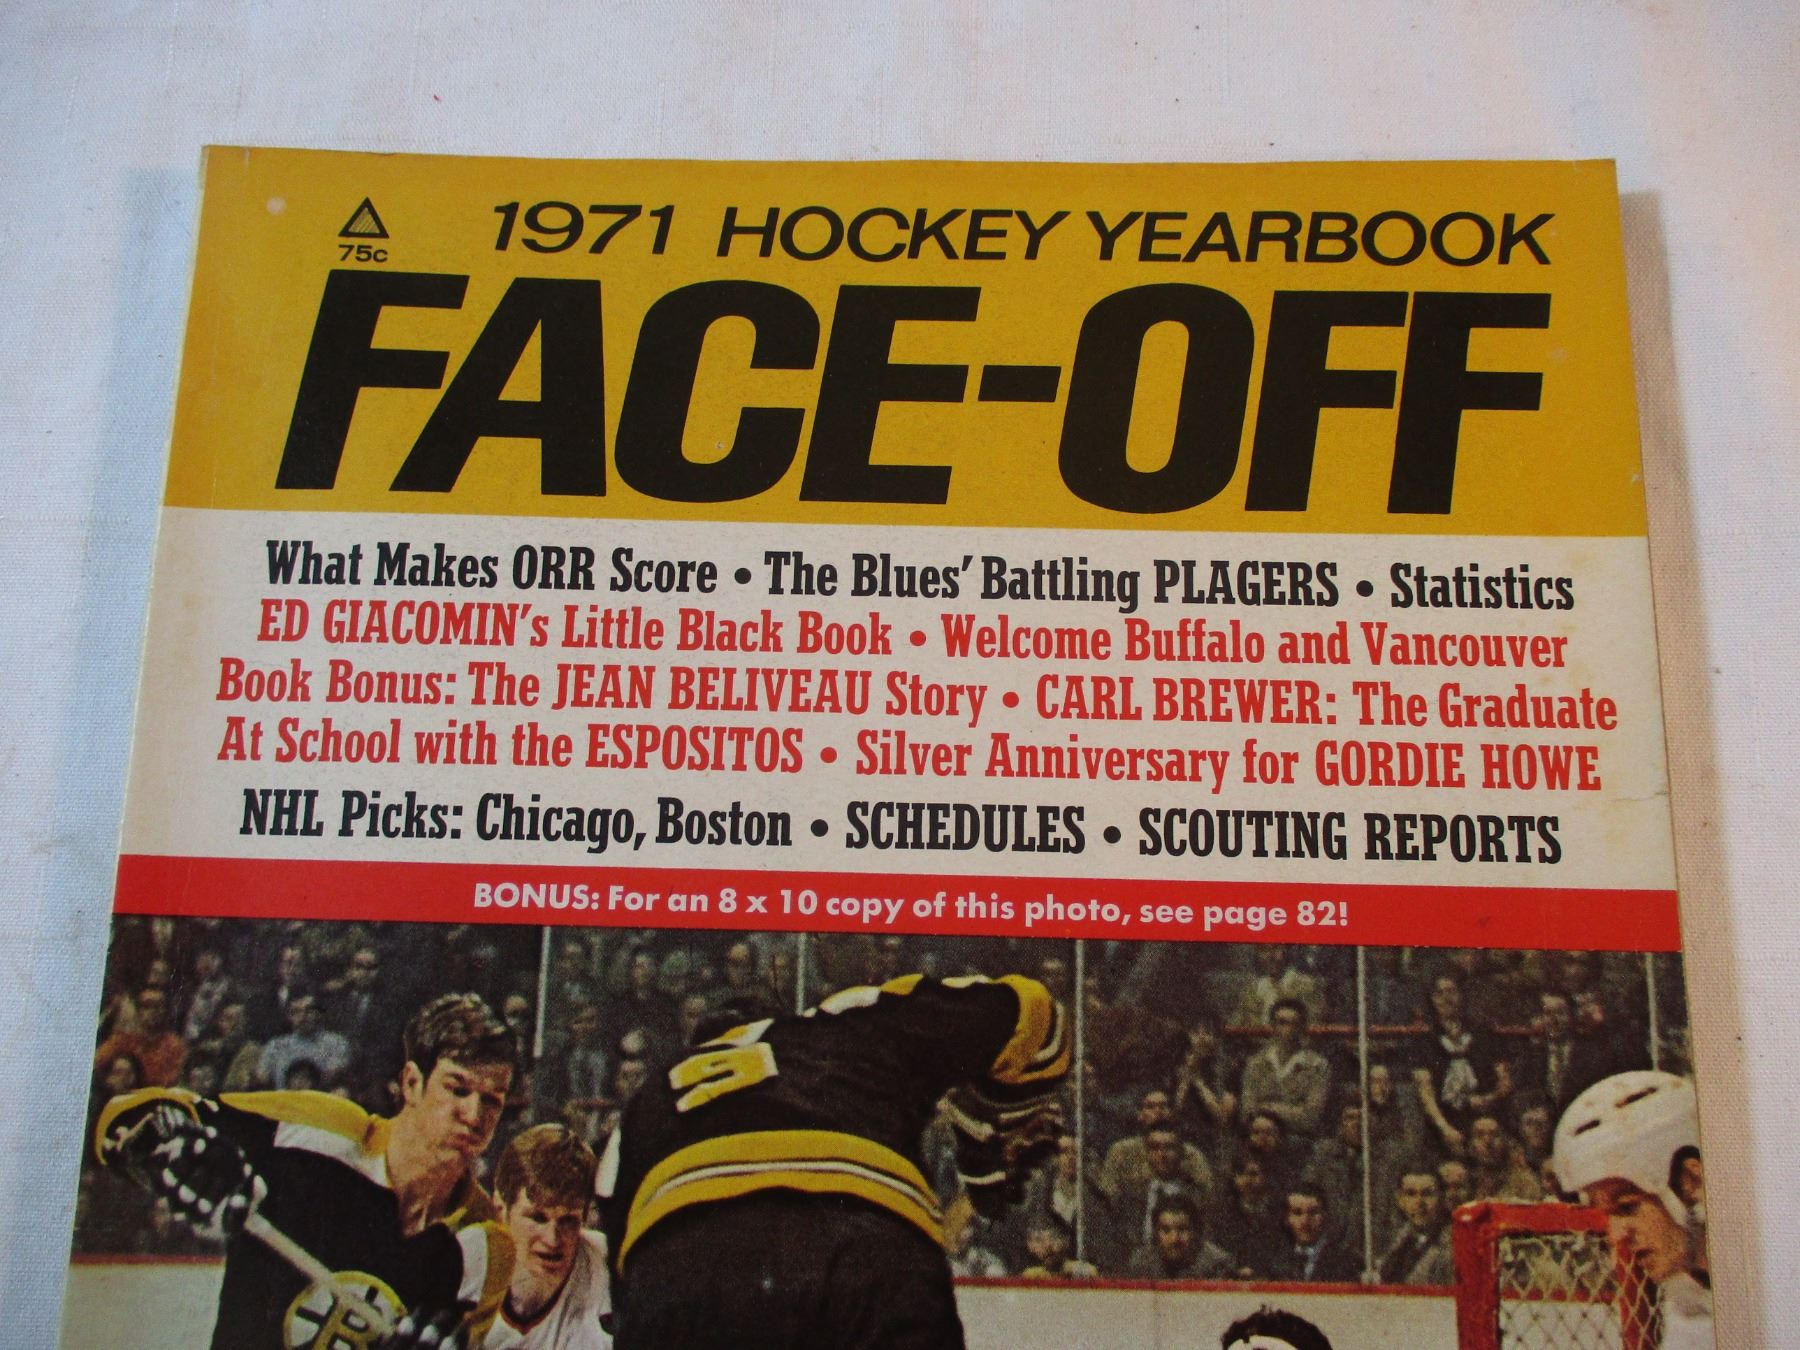 1971 HOCKEY YEARBOOK
75c
FACE-OFF
What Makes ORR Score • The Blues' Battling PLAGERS • Statistics
ED GIACOMIN's Little Black Book • Welcome Buffalo and Vancouver
Book Bonus: The JEAN BELIVEAU Story • CARL BREWER: The Graduate
At School with the ESPOSITOS • Silver Anniversary for GORDIE HOWE
NHL Picks: Chicago, Boston • SCHEDULES • SCOUTING REPORTS
BONUS: For an 8 x 10 copy of this photo, see page 82!
B